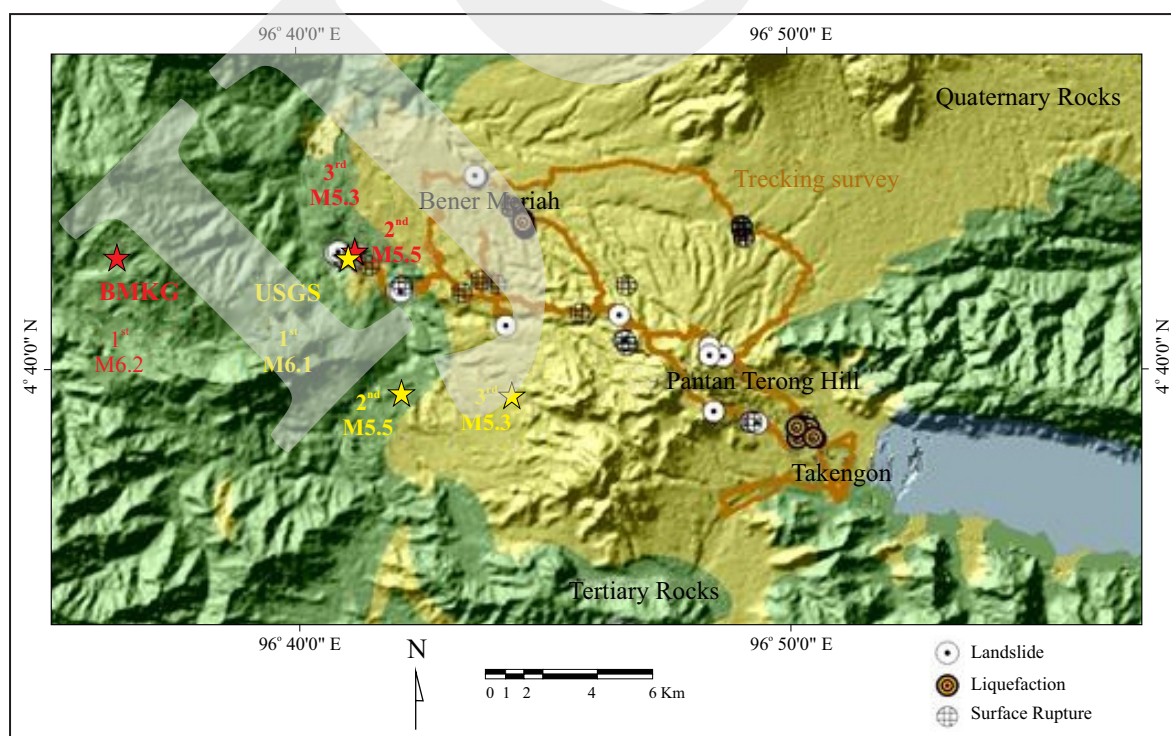 96° 40'0" E
96° 50'0" E
Quaternary Rocks
3rd
M5.3
Trecking survey
Bener Meriah
2nd
M5.5
BMKG
USGS
1st
M6.2
1st
M6.1
4° 40'0" N
4° 40'0" N
Pantan Terong Hill
2nd
M5.5
3rd
M5.3
Takengon
Tertiary Rocks
96° 40'0" E
96° 50'0" E
N
0 1 2 4 6 Km
Landslide
Liquefaction
Surface Rupture